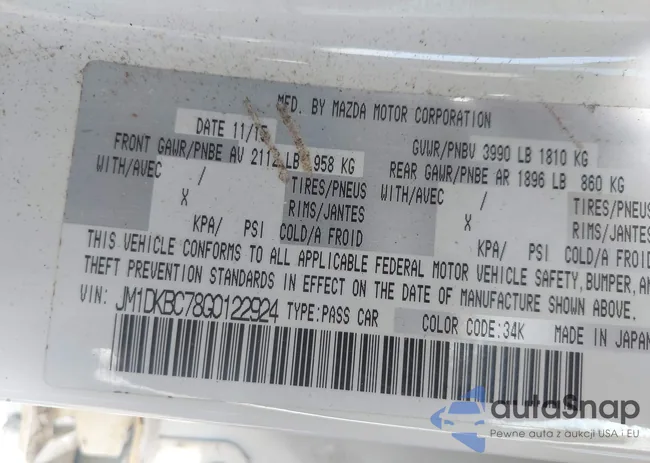 MFD. BY MAZDA MOTOR CORPORATION
DATE 11/15 GVWR/PNBV 3990 LB 1810 KG
FRONT GAWR/PNBE AV 2112 LB 958 KG REAR GAWR/PNBE AR 1896 LB 860 KG
WITH/AVEC / TIRES/PNEUS WITH/AVEC / TIRES/PNEUS
X RIMS/JANTES X RIMS/JANTES
KPA/ PSI COLD/A FROID KPA/ PSI COLD/A FROID
THIS VEHICLE CONFORMS TO ALL APPLICABLE FEDERAL MOTOR VEHICLE SAFETY, BUMPER, AN
THEFT PREVENTION STANDARDS IN EFFECT ON THE DATE OF MANUFACTURE SHOWN ABOVE.
VIN: JM1DKBC78G0122924 TYPE:PASS CAR COLOR CODE:34K MADE IN JAPAN
autoSnap
Pewne auta z aukcji USA i EU